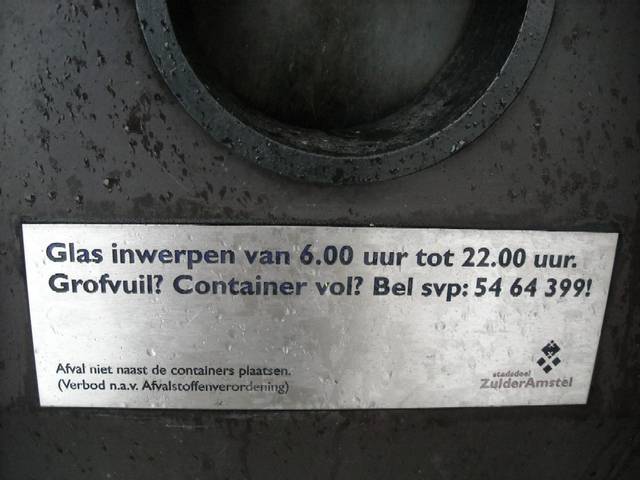 Glas inwerpen van 6.00 uur tot 22.00 uur.
Grofvuil? Container vol? Bel svp: 54 64 399!
Afval niet naast de containers plaatsen.
(Verbod n.a.v. Afvalstoffenverordening)
stadsdeel
ZuiderAmstel